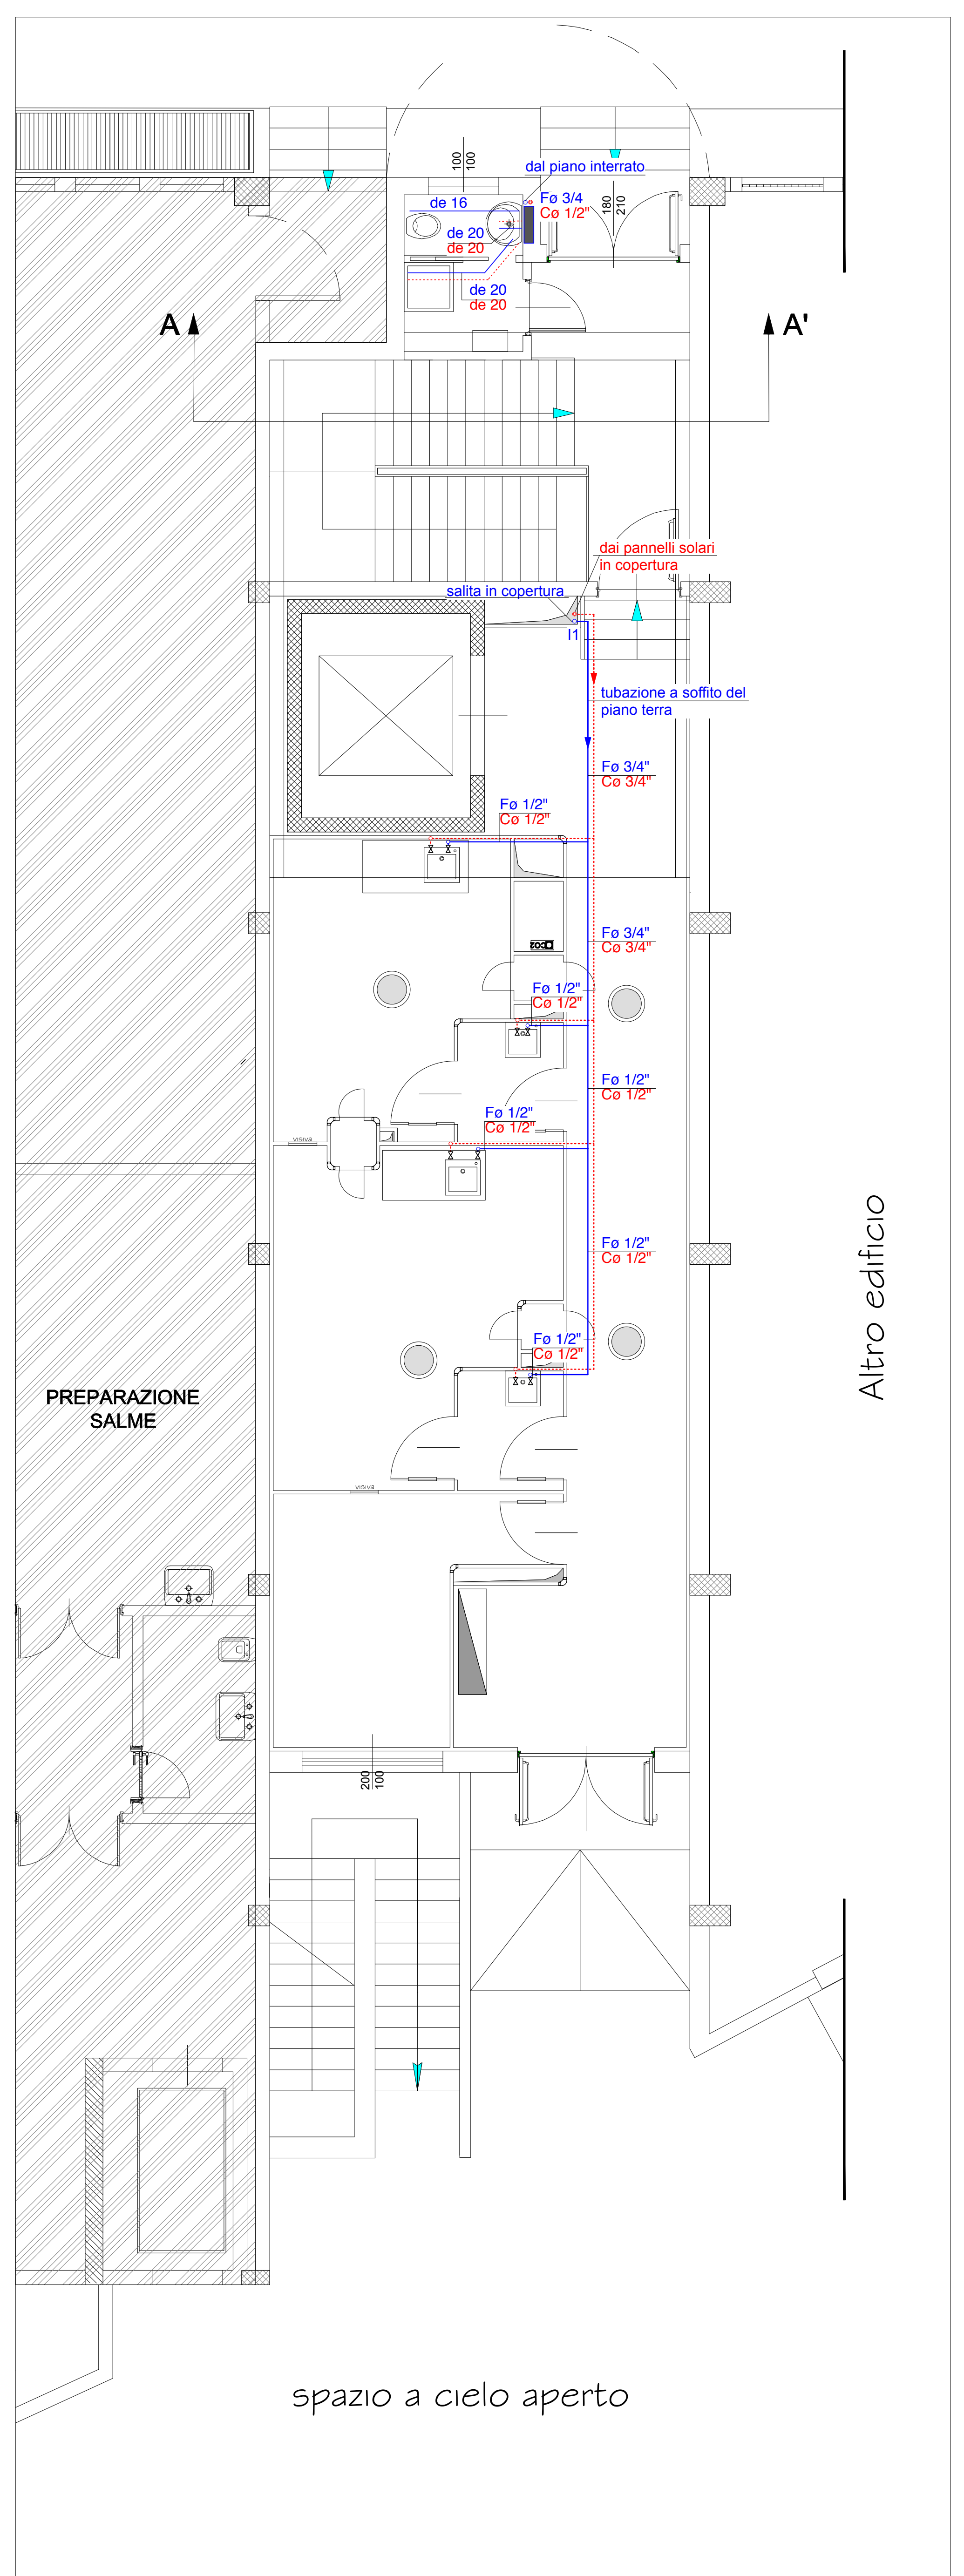 100
100
dal piano interrato
de 16
Fø 3/4
Cø 1/2"
180
210
de 20
de 20
de 20
de 20
A
A'
dai pannelli solari
in copertura
salita in copertura
I1
tubazione a soffito del
piano terra
Fø 3/4"
Cø 3/4"
Fø 1/2"
Cø 1/2"
Fø 3/4"
Cø 3/4"
CO2
Fø 1/2"
Cø 1/2"
Fø 1/2"
Cø 1/2"
Fø 1/2"
Cø 1/2"
visiva
Altro edificio
Fø 1/2"
Cø 1/2"
Fø 1/2"
Cø 1/2"
PREPARAZIONE
SALME
visiva
200
100
spazio a cielo aperto